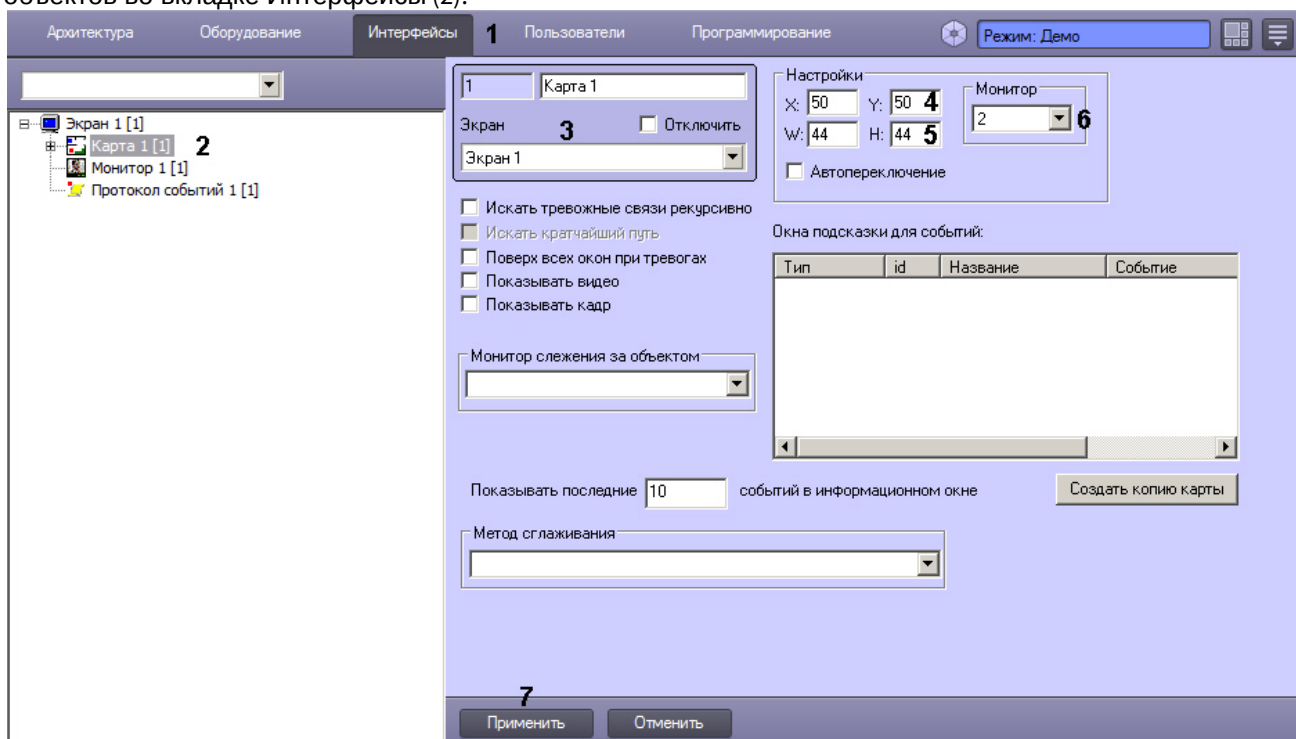 объектов во вкладке Интерфейсы (2).
Архитектура Оборудование Интерфейсы 1 Пользователи Программирование Режим: Демо
1 Карта 1
Экран 3 Отключить
Экран 1
Настройки
X: 50 Y: 50 4
W: 44 H: 44 5
Монитор
2 6
Автопереключение
Экран 1 [1]
Карта 1 [1] 2
Монитор 1 [1]
Протокол событий 1 [1]
Искать тревожные связи рекурсивно
Искать кратчайший путь
Поверх всех окон при тревогах
Показывать видео
Показывать кадр
Окна подсказки для событий:
Тип id Название Событие
Монитор слежения за объектом
Показывать последние 10 событий в информационном окне
Создать копию карты
Метод сглаживания
7
Применить Отменить